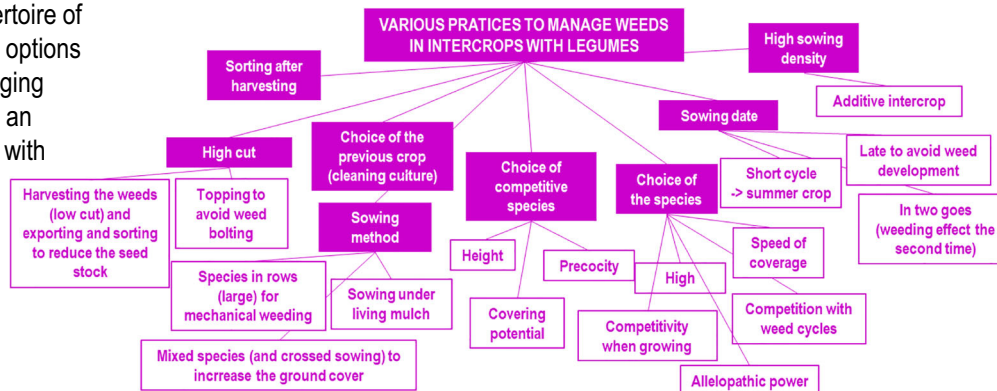 ertoire of
options
ging
an
with
VARIOUS PRATICES TO MANAGE WEEDS
IN INTERCROPS WITH LEGUMES
High sowing
density
Sorting after
harvesting
Additive intercrop
Sowing date
High cut
Choice of the
previous crop
(cleaning culture)
Choice of
competitive
species
Choice of
the species
Short cycle
-> summer crop
Late to avoid weed
development
Harvesting the weeds
(low cut) and
exporting and sorting
to reduce the seed
stock
Topping to
avoid weed
bolting
Sowing
method
In two goes
(weeding effect the
second time)
Height
Precocity
High
Speed of
coverage
Species in rows
(large) for
mechanical weeding
Sowing under
living mulch
Covering
potential
Competitivity
when growing
Competition with
weed cycles
Mixed species (and crossed sowing) to
incrrease the ground cover
Allelopathic power